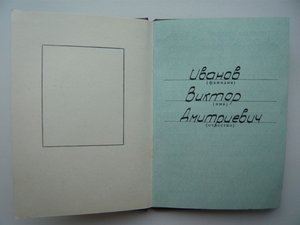 Иванов
(фамилия)
Виктор
(имя)
Дмитриевич
(отчество)